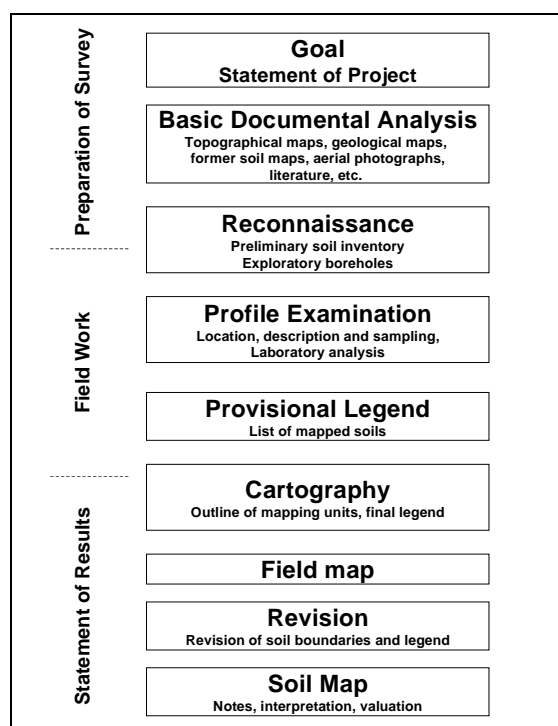 Preparation of Survey
Goal
Statement of Project
Basic Documental Analysis
Topographical maps, geological maps,
former soil maps, aerial photographs,
literature, etc.
Reconnaissance
Preliminary soil inventory
Exploratory boreholes
Field Work
Profile Examination
Location, description and sampling,
Laboratory analysis
Provisional Legend
List of mapped soils
Statement of Results
Cartography
Outline of mapping units, final legend
Field map
Revision
Revision of soil boundaries and legend
Soil Map
Notes, interpretation, valuation